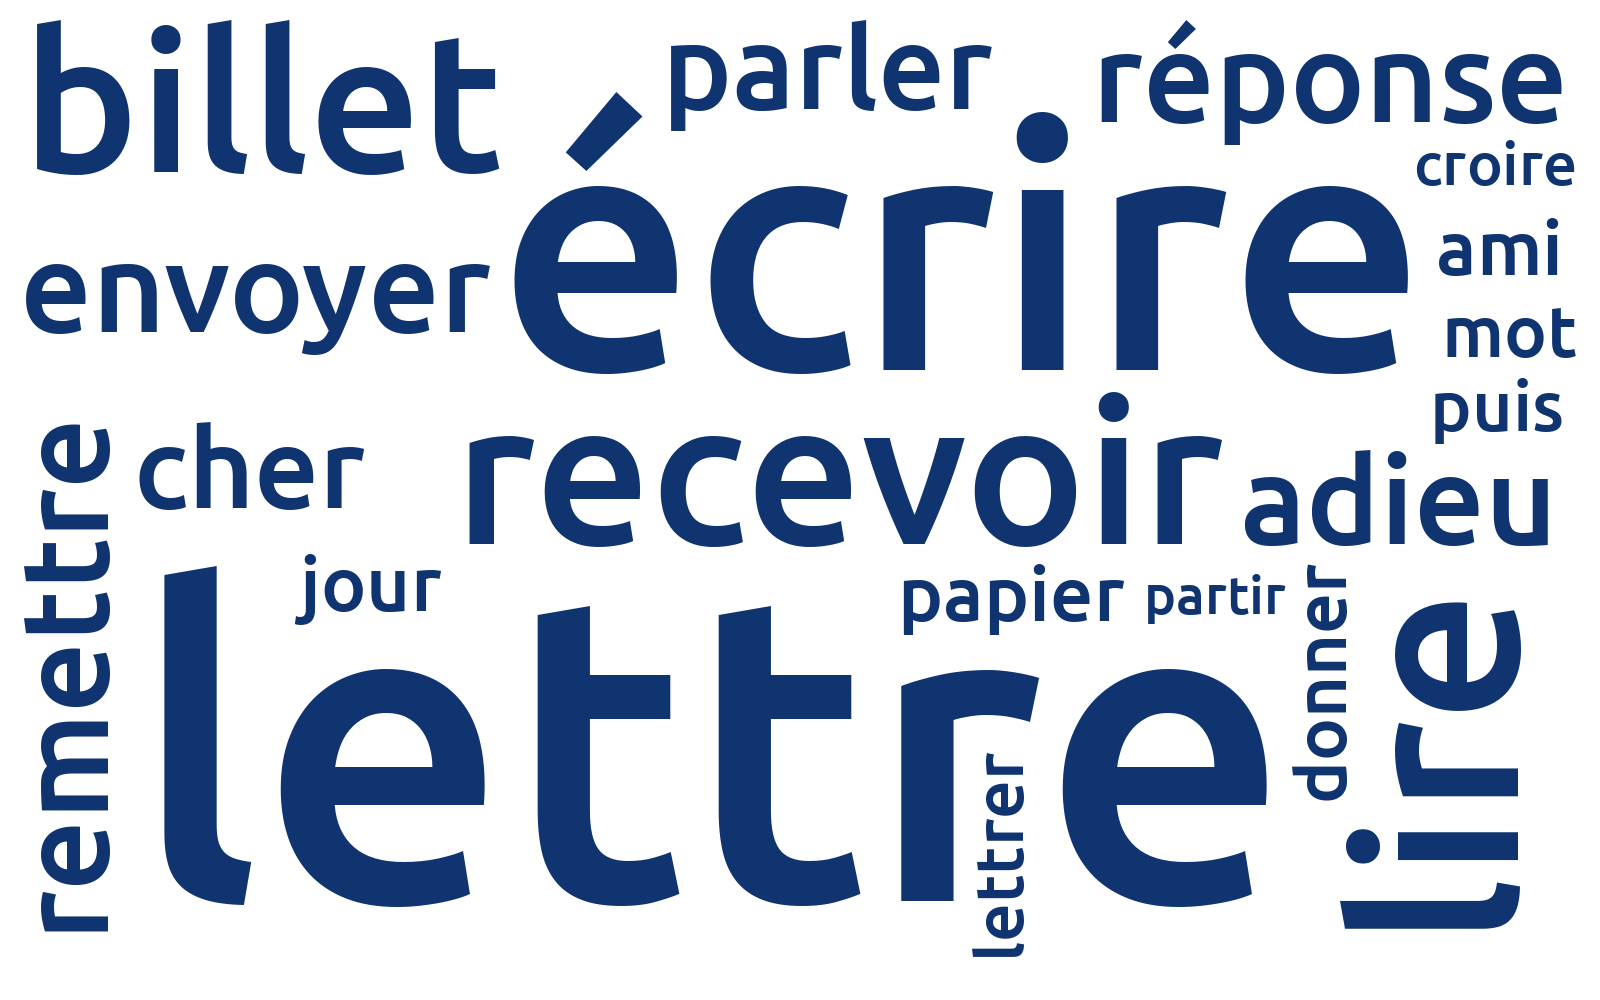 billet
parler
réponse
écrire
croire
envoyer
ami
mot
puis
remettre
cher
recevoir
adieu
jour
papier
partir
donner
lettre
lire
lettrer